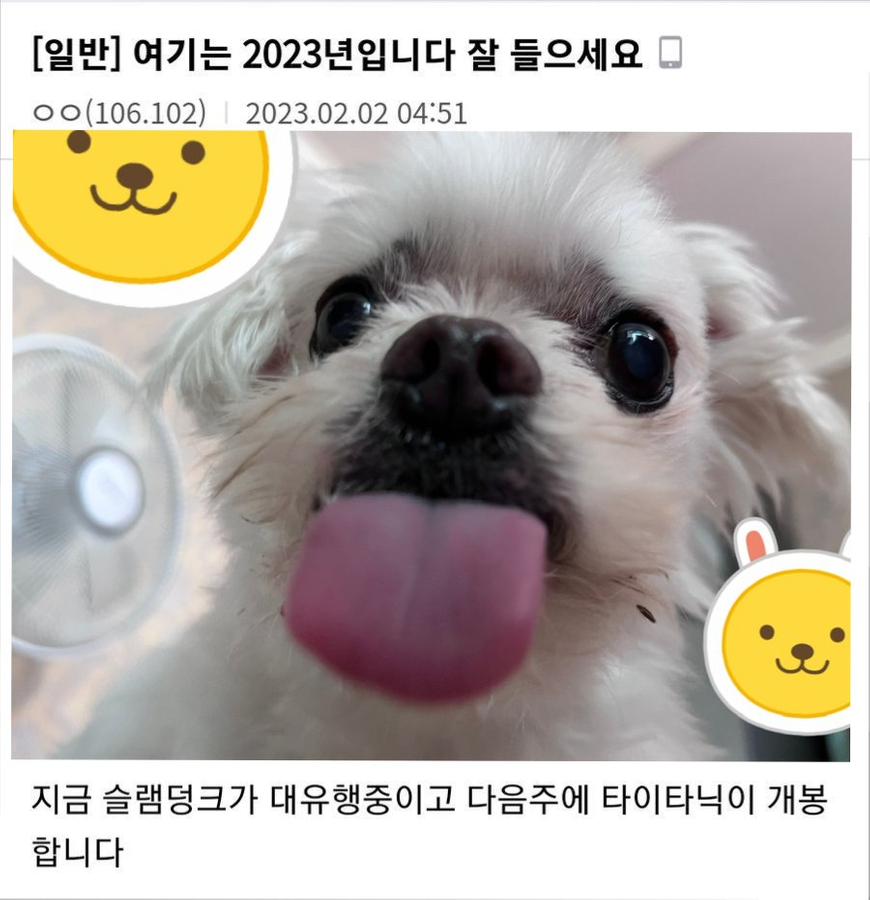 [일반] 여기는 2023년입니다 잘 들으세요
ㅇㅇ(106.102) | 2023.02.02 04:51
지금 슬램덩크가 대유행중이고 다음주에 타이타닉이 개봉
합니다